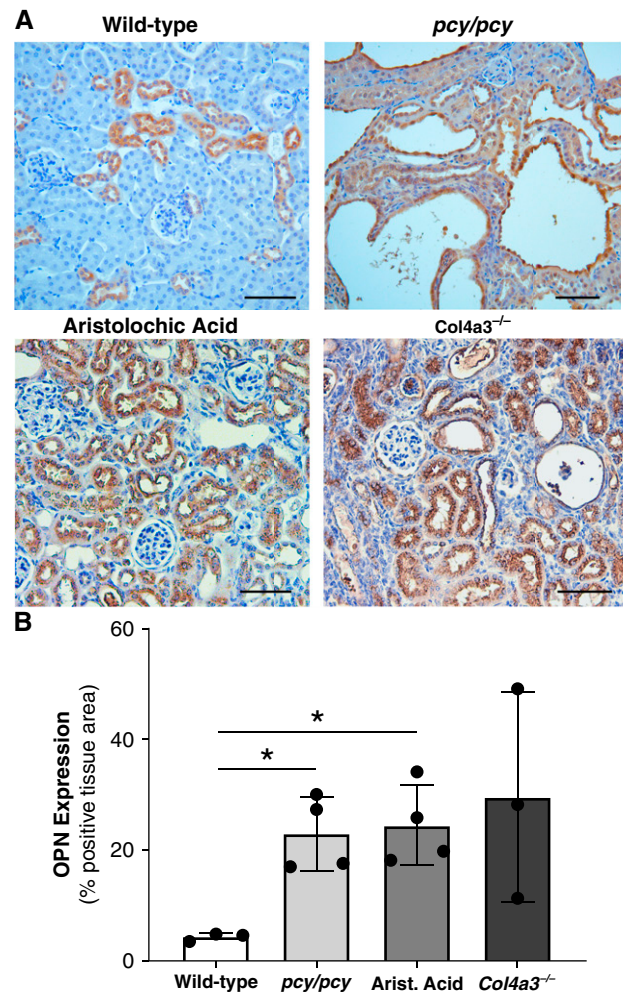 A
Wild-type pcy/pcy
Aristolochic Acid Col4a3–/–
B
OPN Expression
(% positive tissue area)
60
40
20
0
*
*
Wild-type pcy/pcy Arist. Acid Col4a3–/–